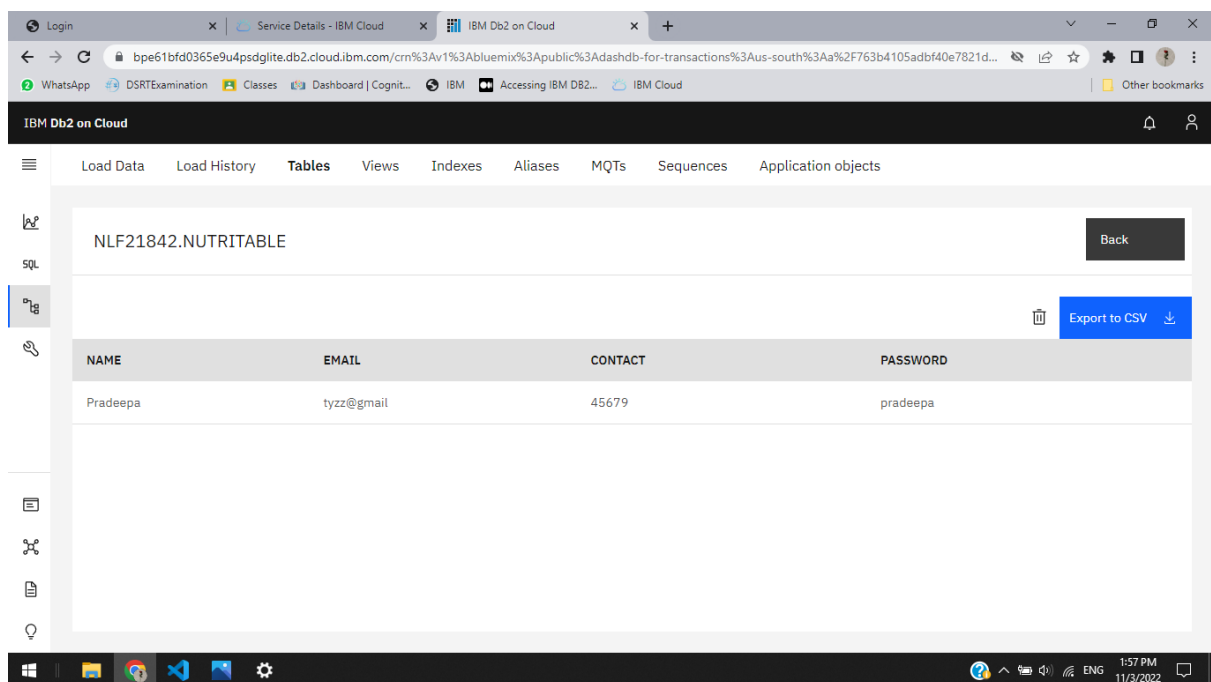 Login
Service Details - IBM Cloud
IBM Db2 on Cloud
bpe61bfd0365e9u4psdglite.db2.cloud.ibm.com/crn%3Av1%3Abluemix%3Apublic%3Adashdb-for-transactions%3Aus-south%3Aa%2F763b4105adbf40e7821d...
WhatsApp DSRTExamination Classes Dashboard | Cognit... IBM Accessing IBM DB2... IBM Cloud Other bookmarks
IBM Db2 on Cloud
Load Data Load History Tables Views Indexes Aliases MQTs Sequences Application objects
NLF21842.NUTRITABLE
Back
SQL
Export to CSV
NAME EMAIL CONTACT PASSWORD
Pradeepa tyzz@gmail 45679 pradeepa
ENG
1:57 PM
11/3/2022